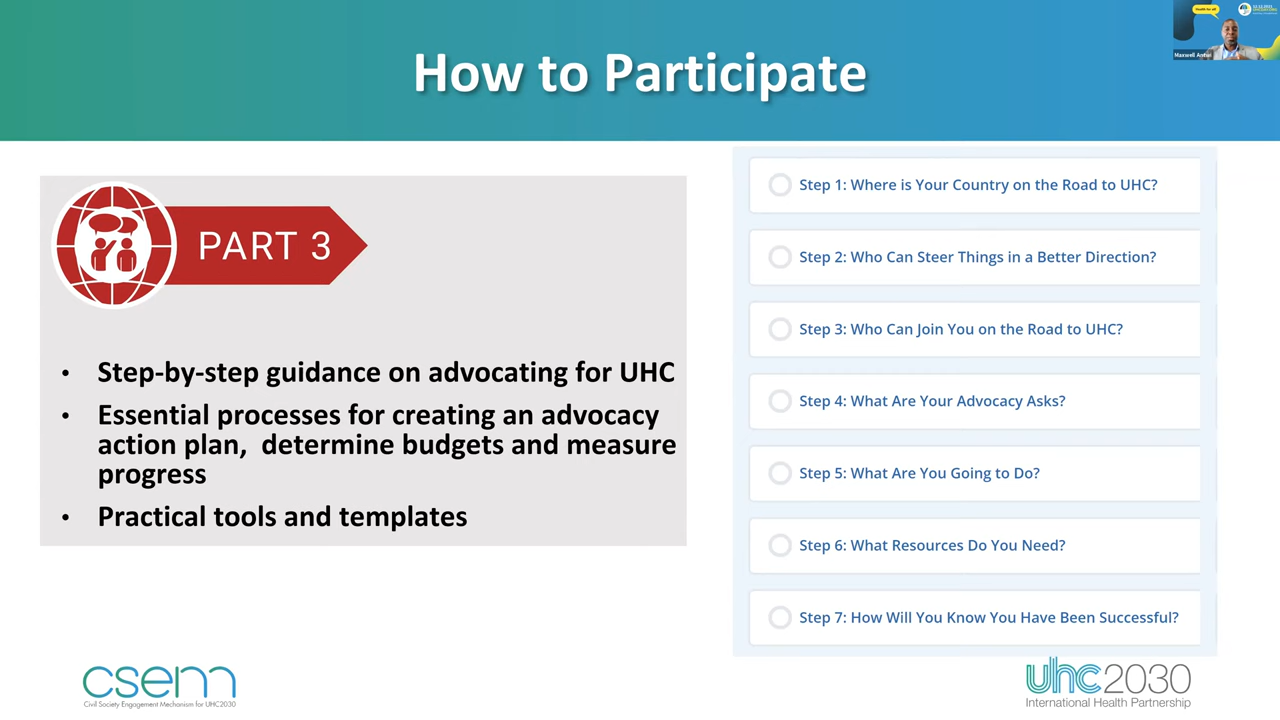 How to Participate
Health for all
Maxwell Antwi
PART 3
• Step-by-step guidance on advocating for UHC
• Essential processes for creating an advocacy
action plan, determine budgets and measure
progress
• Practical tools and templates
Step 1: Where is Your Country on the Road to UHC?
Step 2: Who Can Steer Things in a Better Direction?
Step 3: Who Can Join You on the Road to UHC?
Step 4: What Are Your Advocacy Asks?
Step 5: What Are You Going to Do?
Step 6: What Resources Do You Need?
Step 7: How Will You Know You Have Been Successful?
csem
Civil Society Engagement Mechanism for UHC2030
uhc2030
International Health Partnership